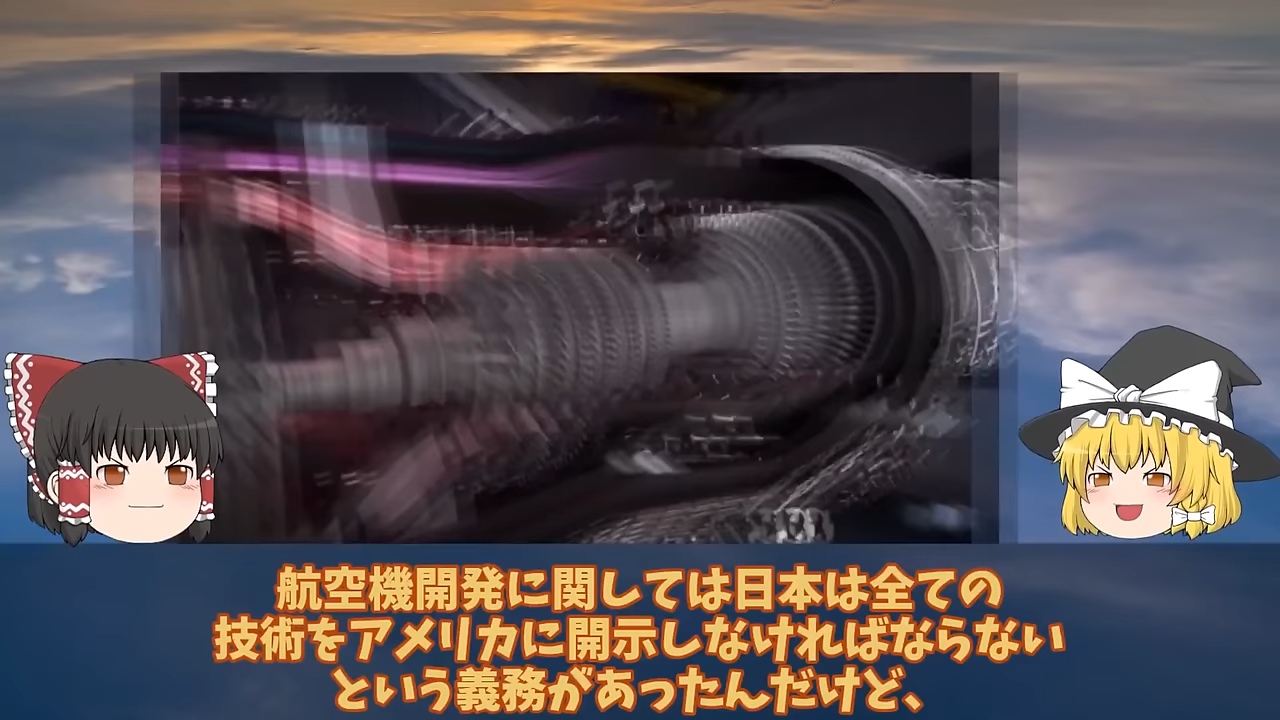 航空機開発に関しては日本は全ての
技術をアメリカに開示しなければならない
という義務があったんだけど、